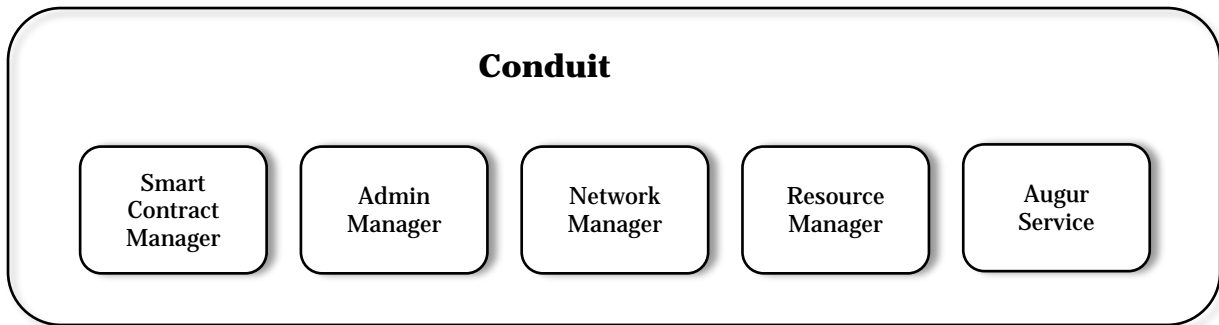 Conduit
Smart
Contract
Manager
Admin
Manager
Network
Manager
Resource
Manager
Augur
Service